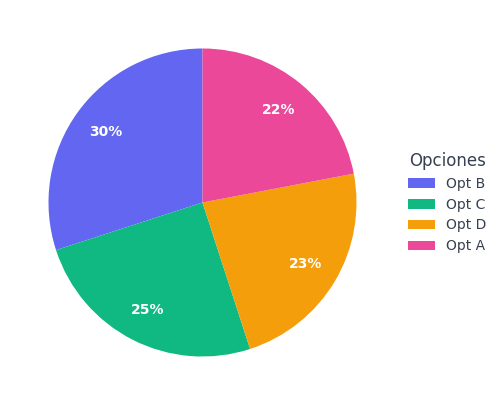 22%
30%
Opciones
Opt B
Opt C
Opt D
Opt A
23%
25%